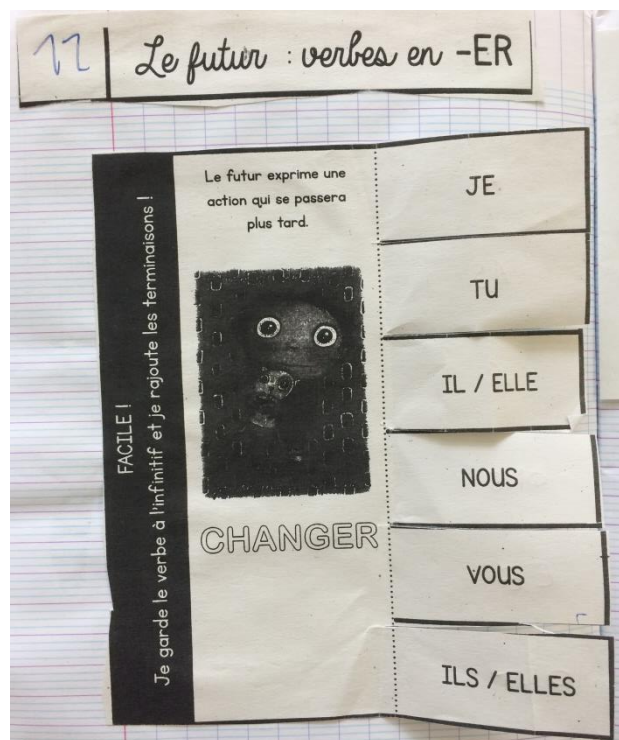 11
Le futur : verbes en -ER
FACILE !
Je garde le verbe à l'infinitif et je rajoute les terminaisons !
Le futur exprime une
action qui se passera
plus tard.
CHANGER
JE
TU
IL / ELLE
NOUS
VOUS
ILS / ELLES